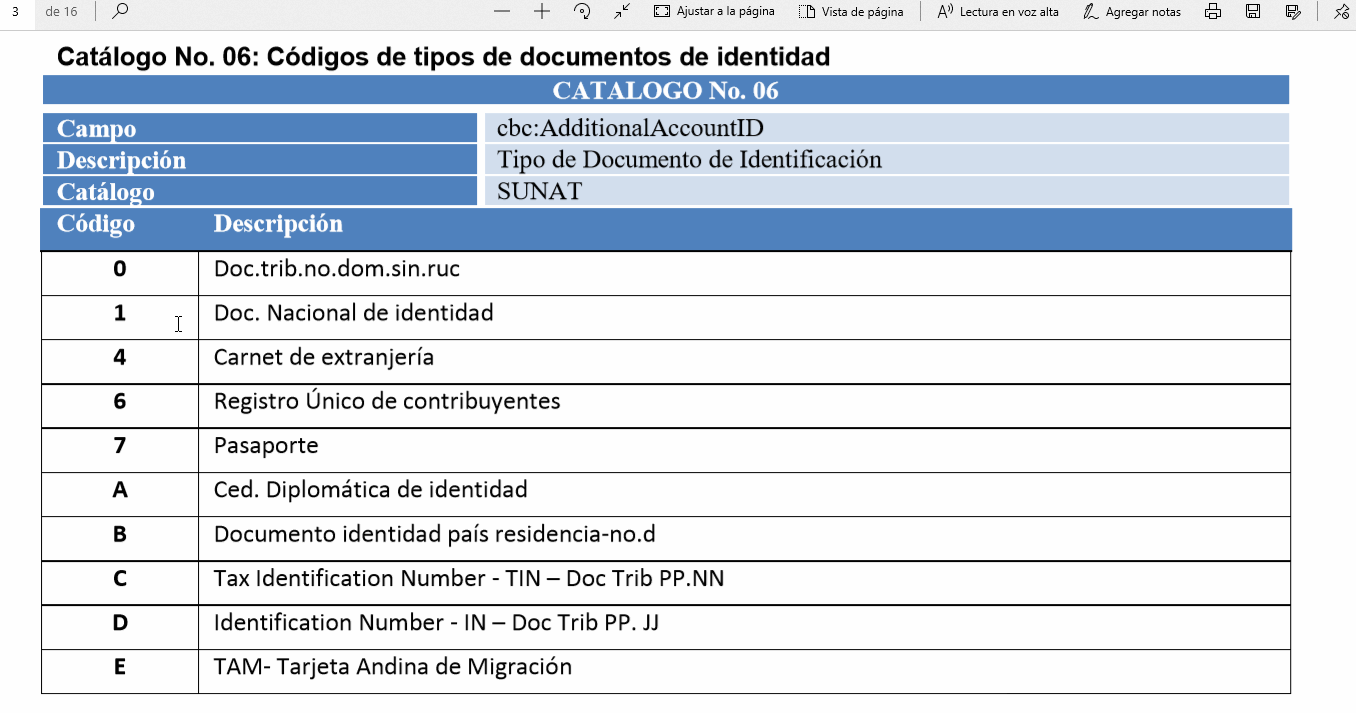 3 de 16 Ajustar a la página Vista de página Lectura en voz alta Agregar notas
Catálogo No. 06: Códigos de tipos de documentos de identidad
CATALOGO No. 06
Campo cbc:AdditionalAccountID
Descripción Tipo de Documento de Identificación
Catálogo SUNAT
Código Descripción
0 Doc.trib.no.dom.sin.ruc
1 Doc. Nacional de identidad
4 Carnet de extranjería
6 Registro Único de contribuyentes
7 Pasaporte
A Ced. Diplomática de identidad
B Documento identidad país residencia-no.d
C Tax Identification Number - TIN – Doc Trib PP.NN
D Identification Number - IN – Doc Trib PP. JJ
E TAM- Tarjeta Andina de Migración